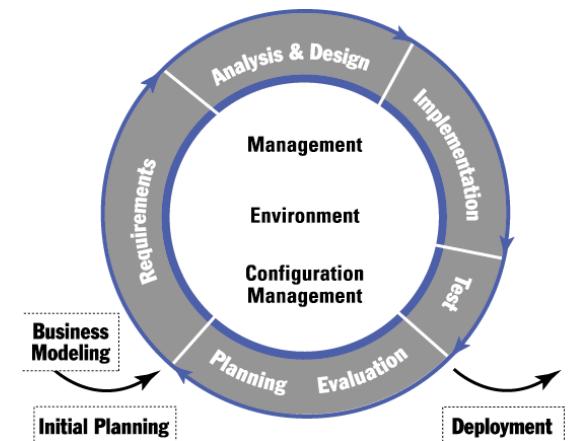 Analysis & Design
Implementation
Requirements
Management
Environment
Configuration
Management
Test
Business
Modeling
Planning Evaluation
Initial Planning
Deployment